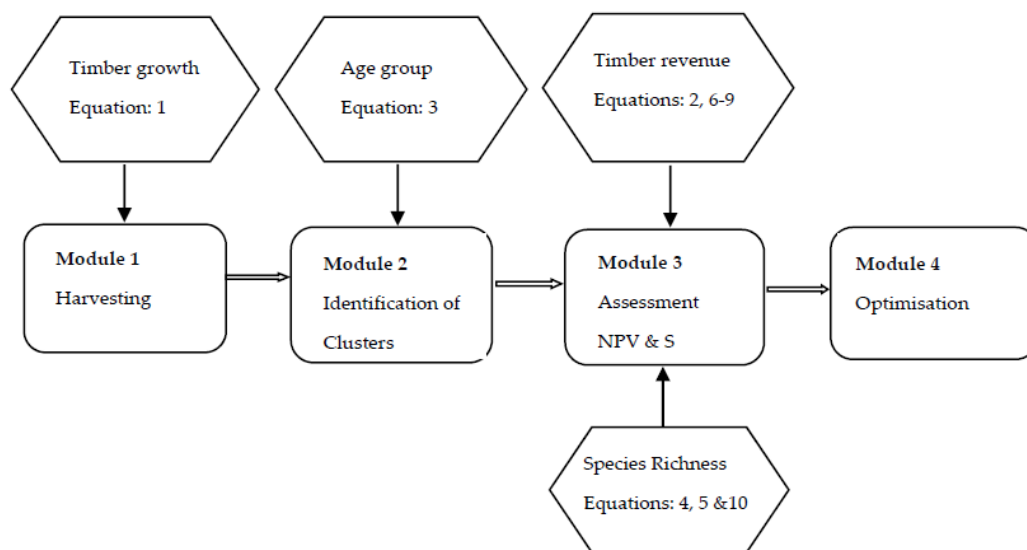 Timber growth
Equation: 1
Age group
Equation: 3
Timber revenue
Equations: 2, 6-9
Module 1
Harvesting
Module 2
Identification of
Clusters
Module 3
Assessment
NPV & S
Module 4
Optimisation
Species Richness
Equations: 4, 5 &10